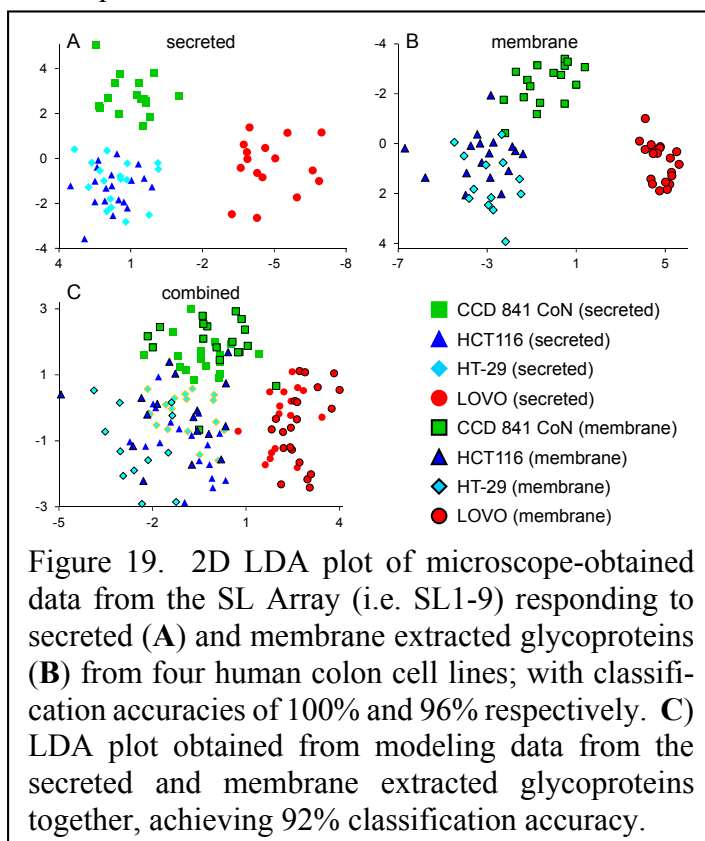 A secreted
4
2
0
-2
-4
4 1 -2 -5 -8
B membrane
-4
-2
0
2
4
-7 -3 1 5
C combined
3
1
-1
-3
-5 -2 1 4
CCD 841 CoN (secreted)
HCT116 (secreted)
HT-29 (secreted)
LOVO (secreted)
CCD 841 CoN (membrane)
HCT116 (membrane)
HT-29 (membrane)
LOVO (membrane)
Figure 19. 2D LDA plot of microscope-obtained
data from the SL Array (i.e. SL1-9) responding to
secreted (A) and membrane extracted glycoproteins
(B) from four human colon cell lines; with classifi-
cation accuracies of 100% and 96% respectively. C)
LDA plot obtained from modeling data from the
secreted and membrane extracted glycoproteins
together, achieving 92% classification accuracy.